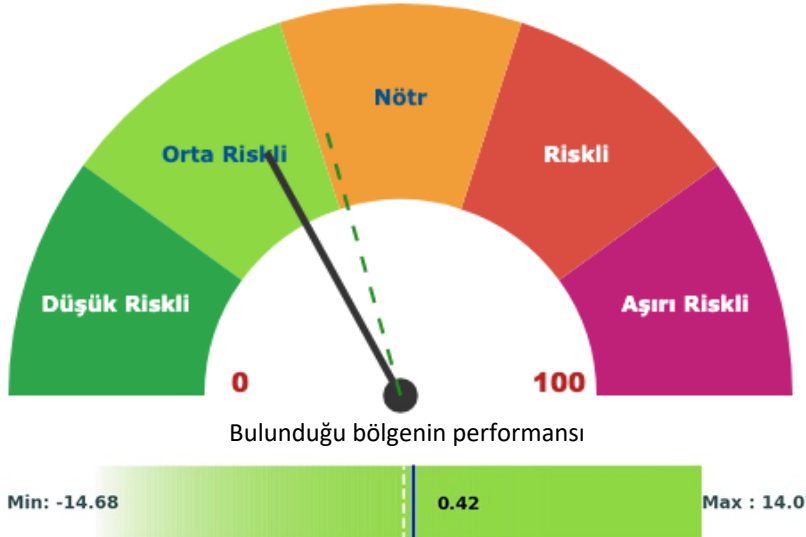 Nötr
Orta Riskli
Riskli
Düşük Riskli
Aşırı Riskli
0
100
Bulunduğu bölgenin performansı
Min: -14.68
0.42
Max : 14.0